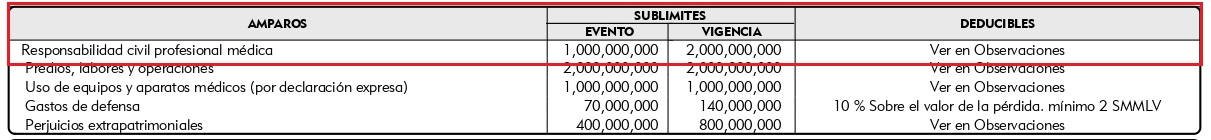 AMPAROS SUBLIMITES DEDUCIBLES
EVENTO VIGENCIA
Responsabilidad civil profesional médica 1,000,000,000 2,000,000,000 Ver en Observaciones
Predios, labores y operaciones 2,000,000,000 2,000,000,000 Ver en Observaciones
Uso de equipos y aparatos médicos (por declaración expresa) 1,000,000,000 1,000,000,000 Ver en Observaciones
Gastos de defensa 70,000,000 140,000,000 10 % Sobre el valor de la pérdida. mínimo 2 SMMLV
Perjuicios extrapatrimoniales 400,000,000 800,000,000 Ver en Observaciones